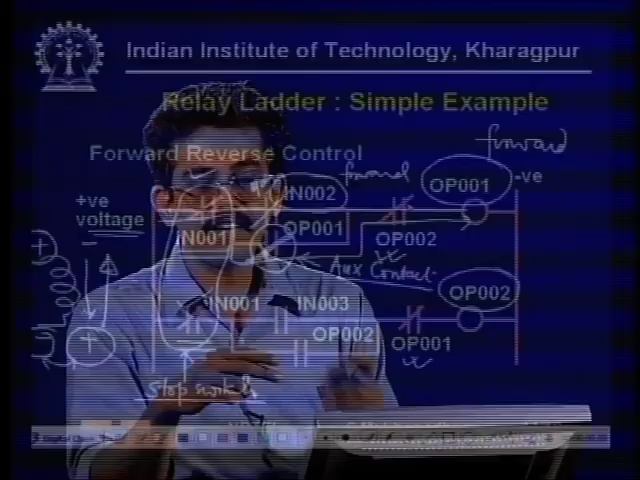 Indian Institute of Technology, Kharagpur
Relay Ladder : Simple Example
forward
Forward Reverse Control
OP001 -ve
IN002 forward
+ve
voltage
OP001
N001
OP002
Aux Contact
IN001 IN003
OP002
OP002
OP001
Stop switch